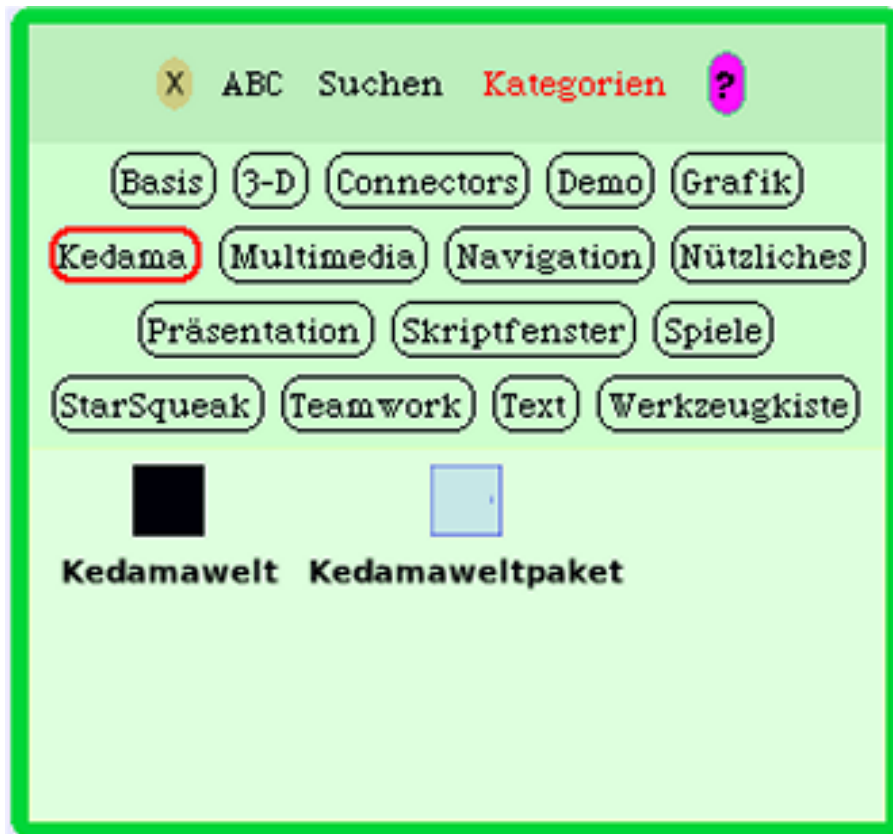 X ABC Suchen Kategorien ?
Basis 3-D Connectors Demo Grafik
Kedama Multimedia Navigation Nützliches
Präsentation Skriptfenster Spiele
StarSqueak Teamwork Text Werkzeugkiste
Kedamawelt Kedamaweltpaket